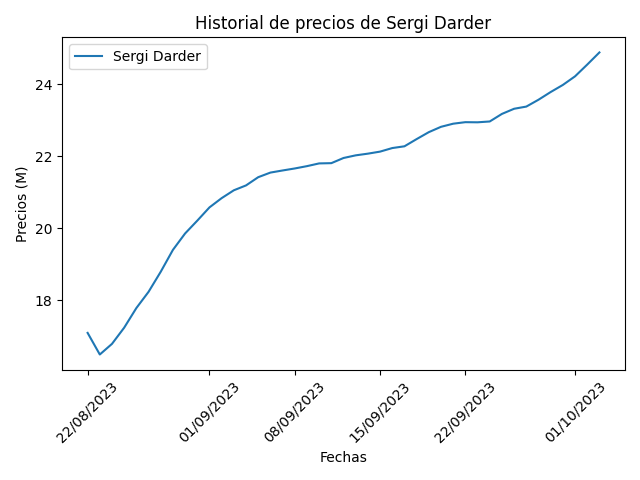 Historial de precios de Sergi Darder
Sergi Darder
Precios (M)
24
22
20
18
22/08/2023
01/09/2023
08/09/2023
15/09/2023
22/09/2023
01/10/2023
Fechas